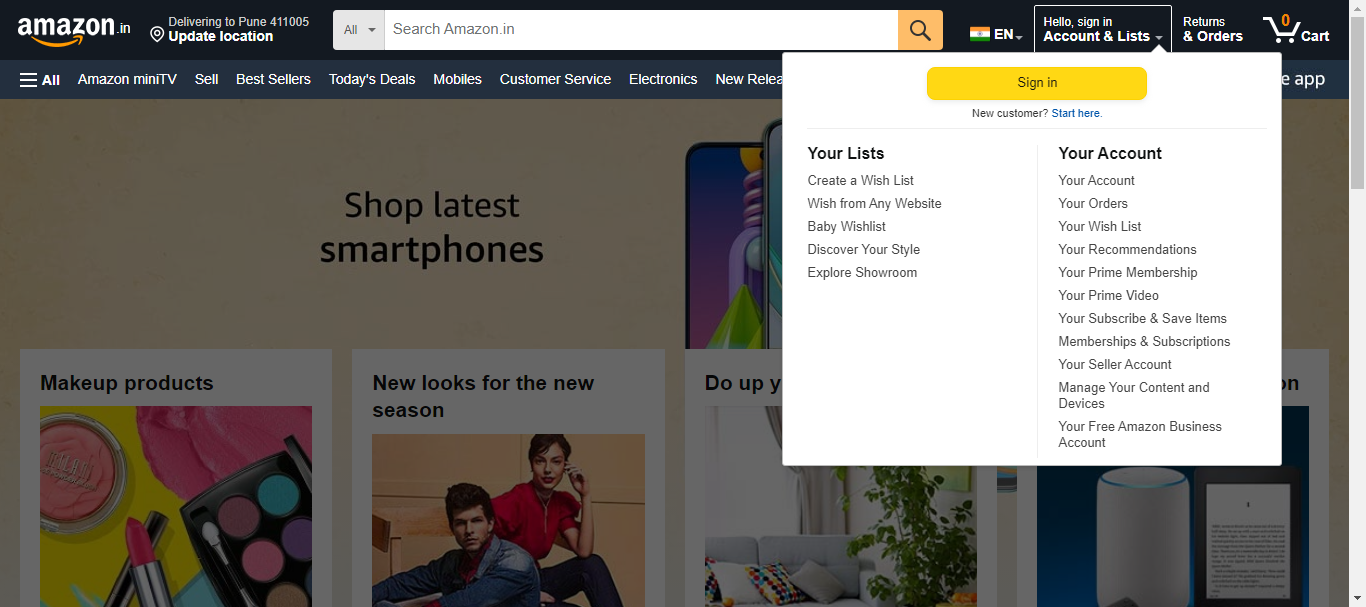 amazon.in
Delivering to Pune 411005
Update location
All
Search Amazon.in
EN
Hello, sign in
Account & Lists
Returns
& Orders
0
Cart
All
Amazon miniTV
Sell
Best Sellers
Today's Deals
Mobiles
Customer Service
Electronics
New
app
Sign in
New customer? Start here.
Your Lists
Create a Wish List
Wish from Any Website
Baby Wishlist
Discover Your Style
Explore Showroom
Your Account
Your Account
Your Orders
Your Wish List
Your Recommendations
Your Prime Membership
Your Prime Video
Your Subscribe & Save Items
Memberships & Subscriptions
Your Seller Account
Manage Your Content and
Devices
Your Free Amazon Business
Account
Shop latest
smartphones
Makeup products
MILANI
New looks for the new
season
Do up